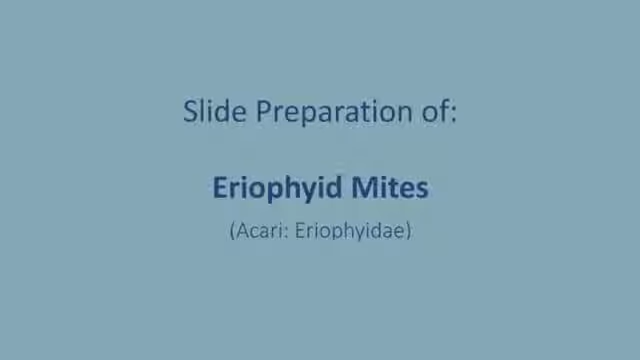 Slide Preparation of:
Eriophyid Mites
(Acari: Eriophyidae)